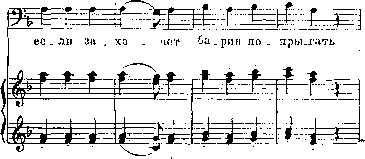 ес - ли за - хо - чет ба - рин по - пры - гать